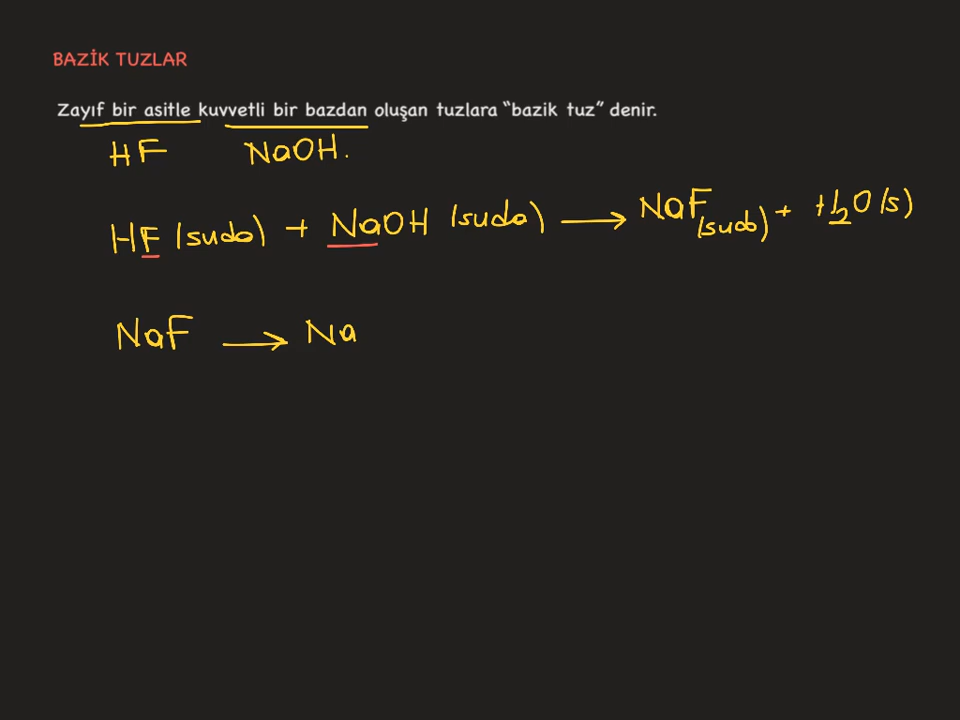 BAZİK TUZLAR
Zayıf bir asitle kuvvetli bir bazdan oluşan tuzlara "bazik tuz" denir.
HF NaOH.
HF (suda) + NaOH (suda) → NaF (suda) + H₂O (s)
NaF → Na